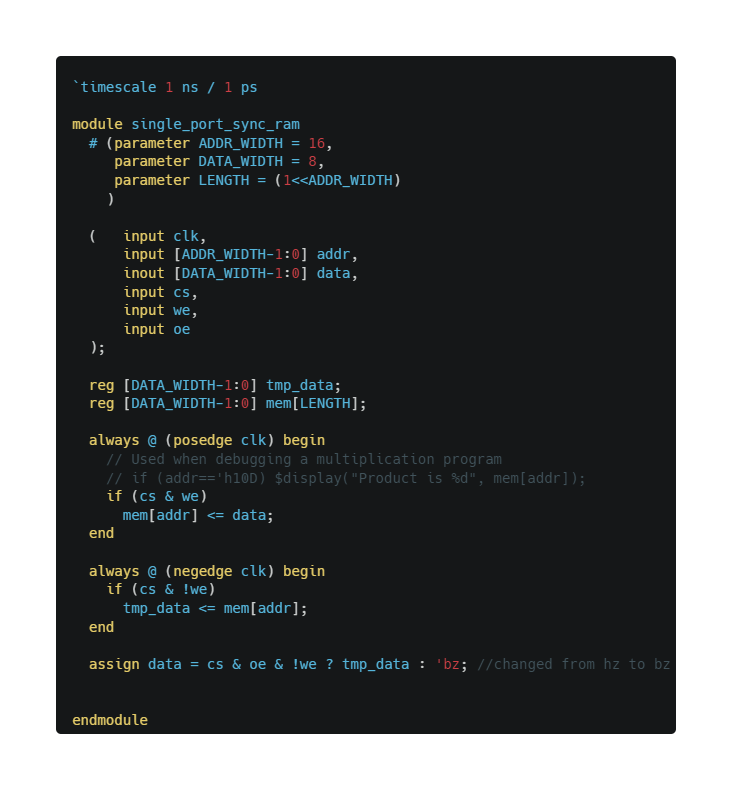 `timescale 1 ns / 1 ps

module single_port_sync_ram
  # (parameter ADDR_WIDTH = 16,
     parameter DATA_WIDTH = 8,
     parameter LENGTH = (1<<ADDR_WIDTH)
    )

  (   input clk,
      input [ADDR_WIDTH-1:0] addr,
      inout [DATA_WIDTH-1:0] data,
      input cs,
      input we,
      input oe
  );

  reg [DATA_WIDTH-1:0] tmp_data;
  reg [DATA_WIDTH-1:0] mem[LENGTH];

  always @ (posedge clk) begin
    // Used when debugging a multiplication program
    // if (addr=='h10D) $display("Product is %d", mem[addr]);
    if (cs & we)
      mem[addr] <= data;
  end

  always @ (negedge clk) begin
    if (cs & !we)
      tmp_data <= mem[addr];
  end

  assign data = cs & oe & !we ? tmp_data : 'bz; //changed from hz to bz


endmodule